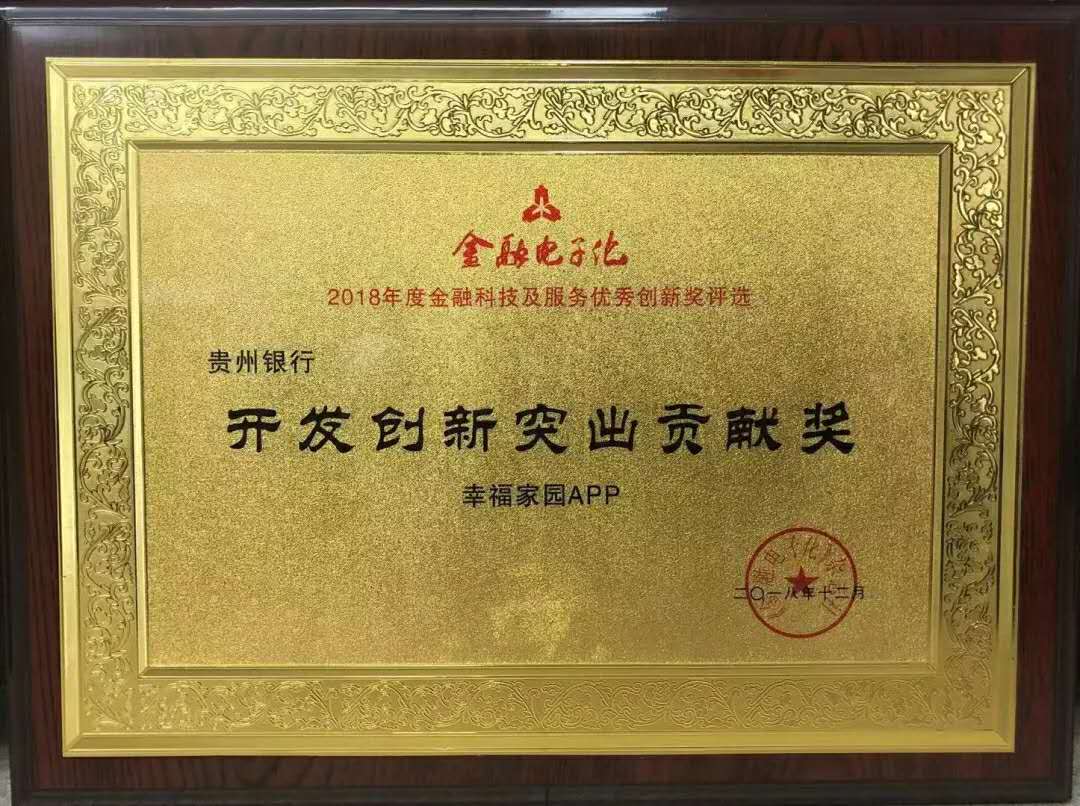 金融电子化
2018年度金融科技及服务优秀创新奖评选
贵州银行
开发创新突出贡献奖
幸福家园APP
二〇一八年十二月